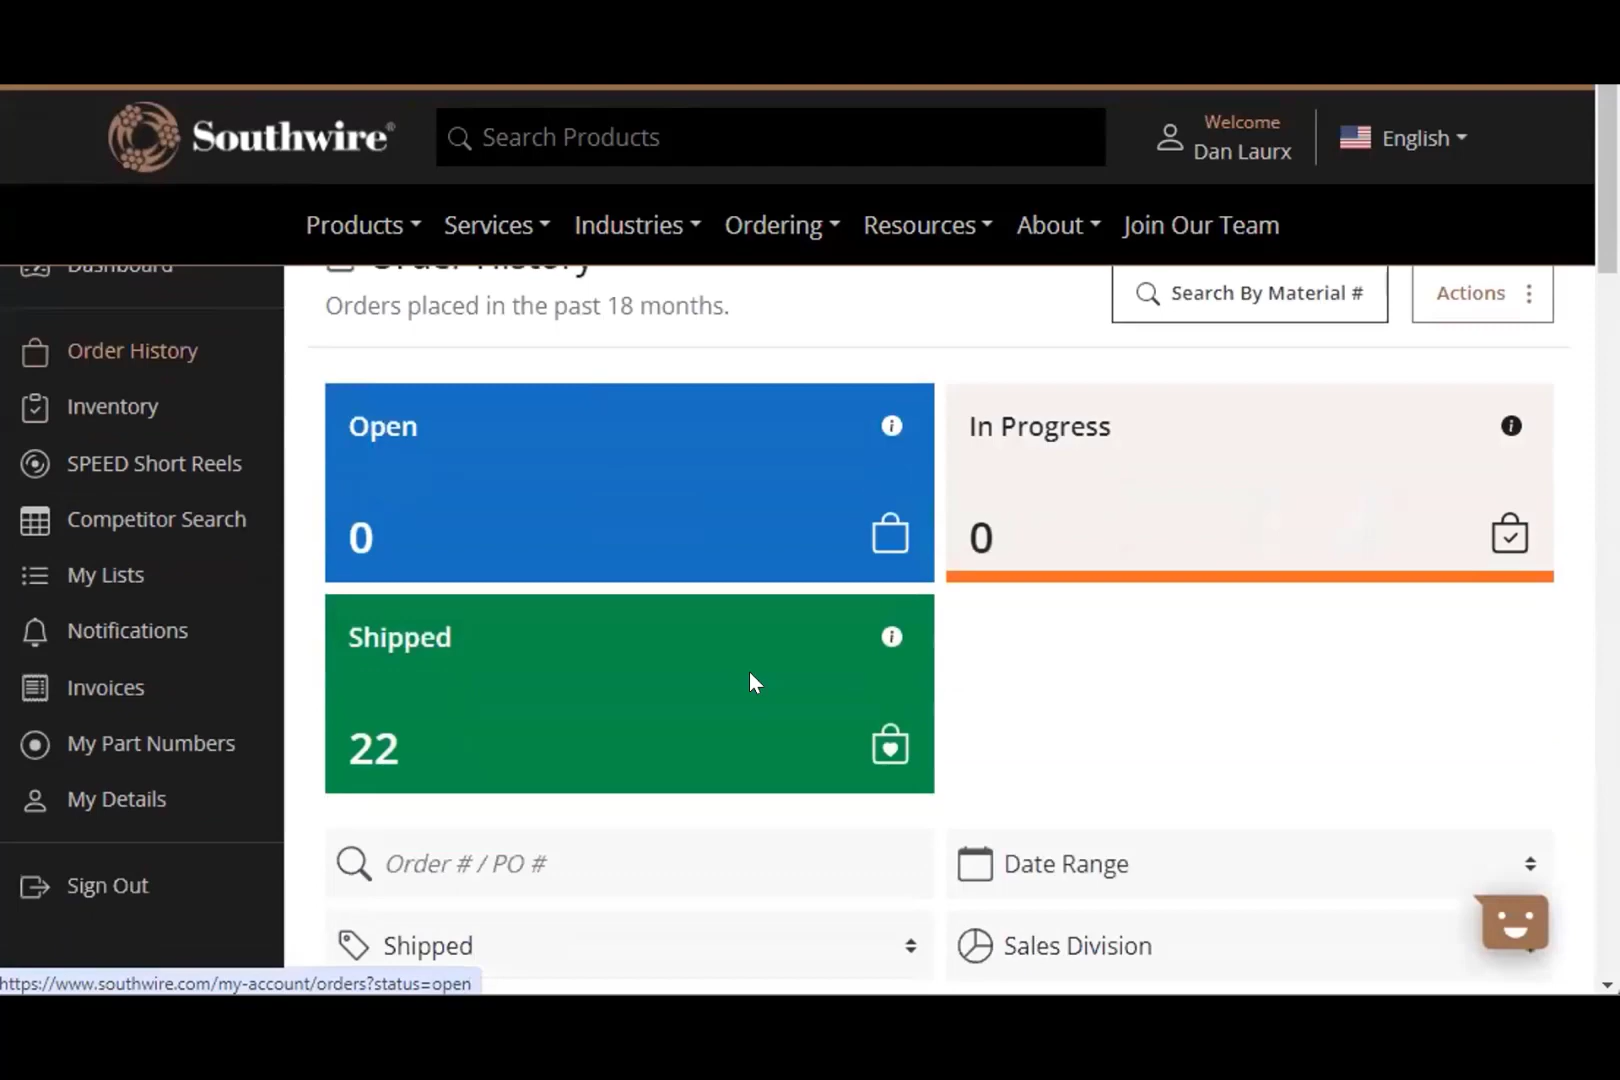 Southwire®
Search Products
Welcome
Dan Laurx
English
Products
Services
Industries
Ordering
Resources
About
Join Our Team
Dashboard
Order History
Inventory
SPEED Short Reels
Competitor Search
My Lists
Notifications
Invoices
My Part Numbers
My Details
Sign Out
Order History
Orders placed in the past 18 months.
Search By Material #
Actions
Open
0
In Progress
0
Shipped
22
Order # / PO #
Date Range
Shipped
Sales Division
https://www.southwire.com/my-account/orders?status=open